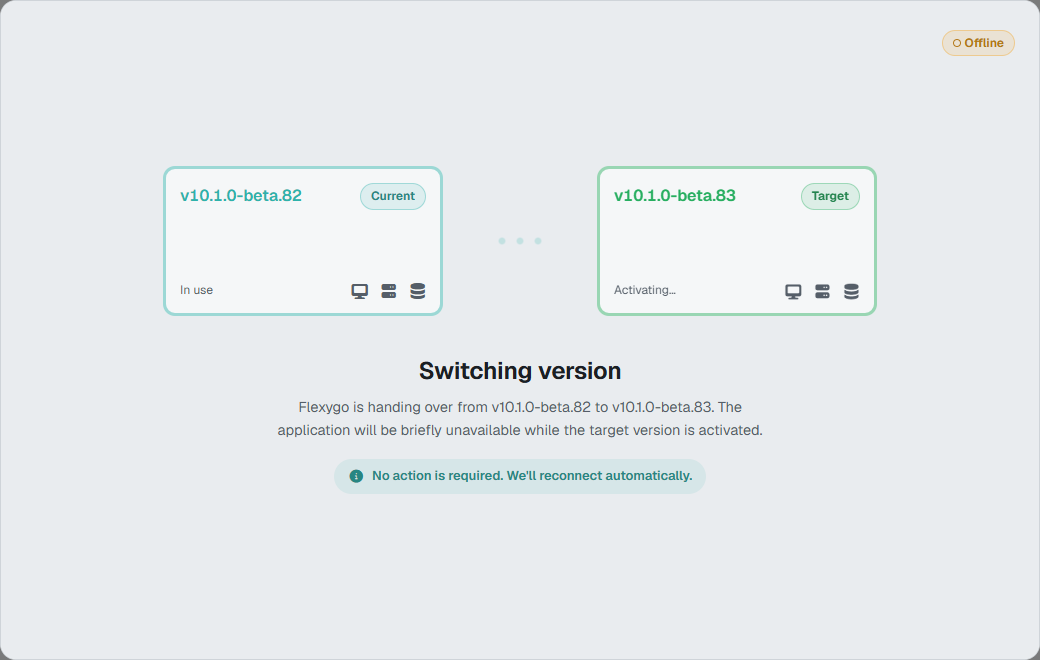 Offline
v10.1.0-beta.82
Current
In use
v10.1.0-beta.83
Target
Activating...
Switching version
Flexygo is handing over from v10.1.0-beta.82 to v10.1.0-beta.83. The
application will be briefly unavailable while the target version is activated.
No action is required. We'll reconnect automatically.